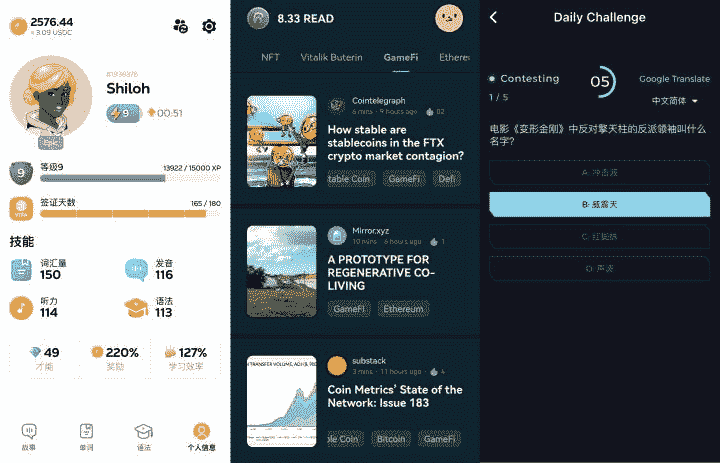 2576.44
≈ 3.09 USDC
Shiloh
9
00:51
Epic
9
等级9
13922 / 15000 XP
签证天数
165 / 180
技能
词汇量
150
发音
116
听力
114
语法
113
49
才能
220%
奖励
127%
学习效率
故事
单词
语法
个人信息
8.33 READ
NFT
Vitalik Buterin
GameFi
Ethere
Cointelegraph
6 mins · 9 hours ago · 02
How stable are
stablecoins in the FTX
crypto market contagion?
table Coin
GameFi
Defi
Mirror.xyz
10 mins · 6 hours ago · 1
A PROTOTYPE FOR
REGENERATIVE CO-
LIVING
GameFi
Ethereum
substack
3 mins · 11 hours ago · 4
Coin Metrics' State of the
Network: Issue 183
ble Coin
Bitcoin
GameFi
Daily Challenge
Contesting
05
Google Translate
1 / 5
中文简体
电影《变形金刚》中反对擎天柱的反派领袖叫什么
名字?
A: 冲击波
B: 威震天
C: 红蜘蛛
D: 声波